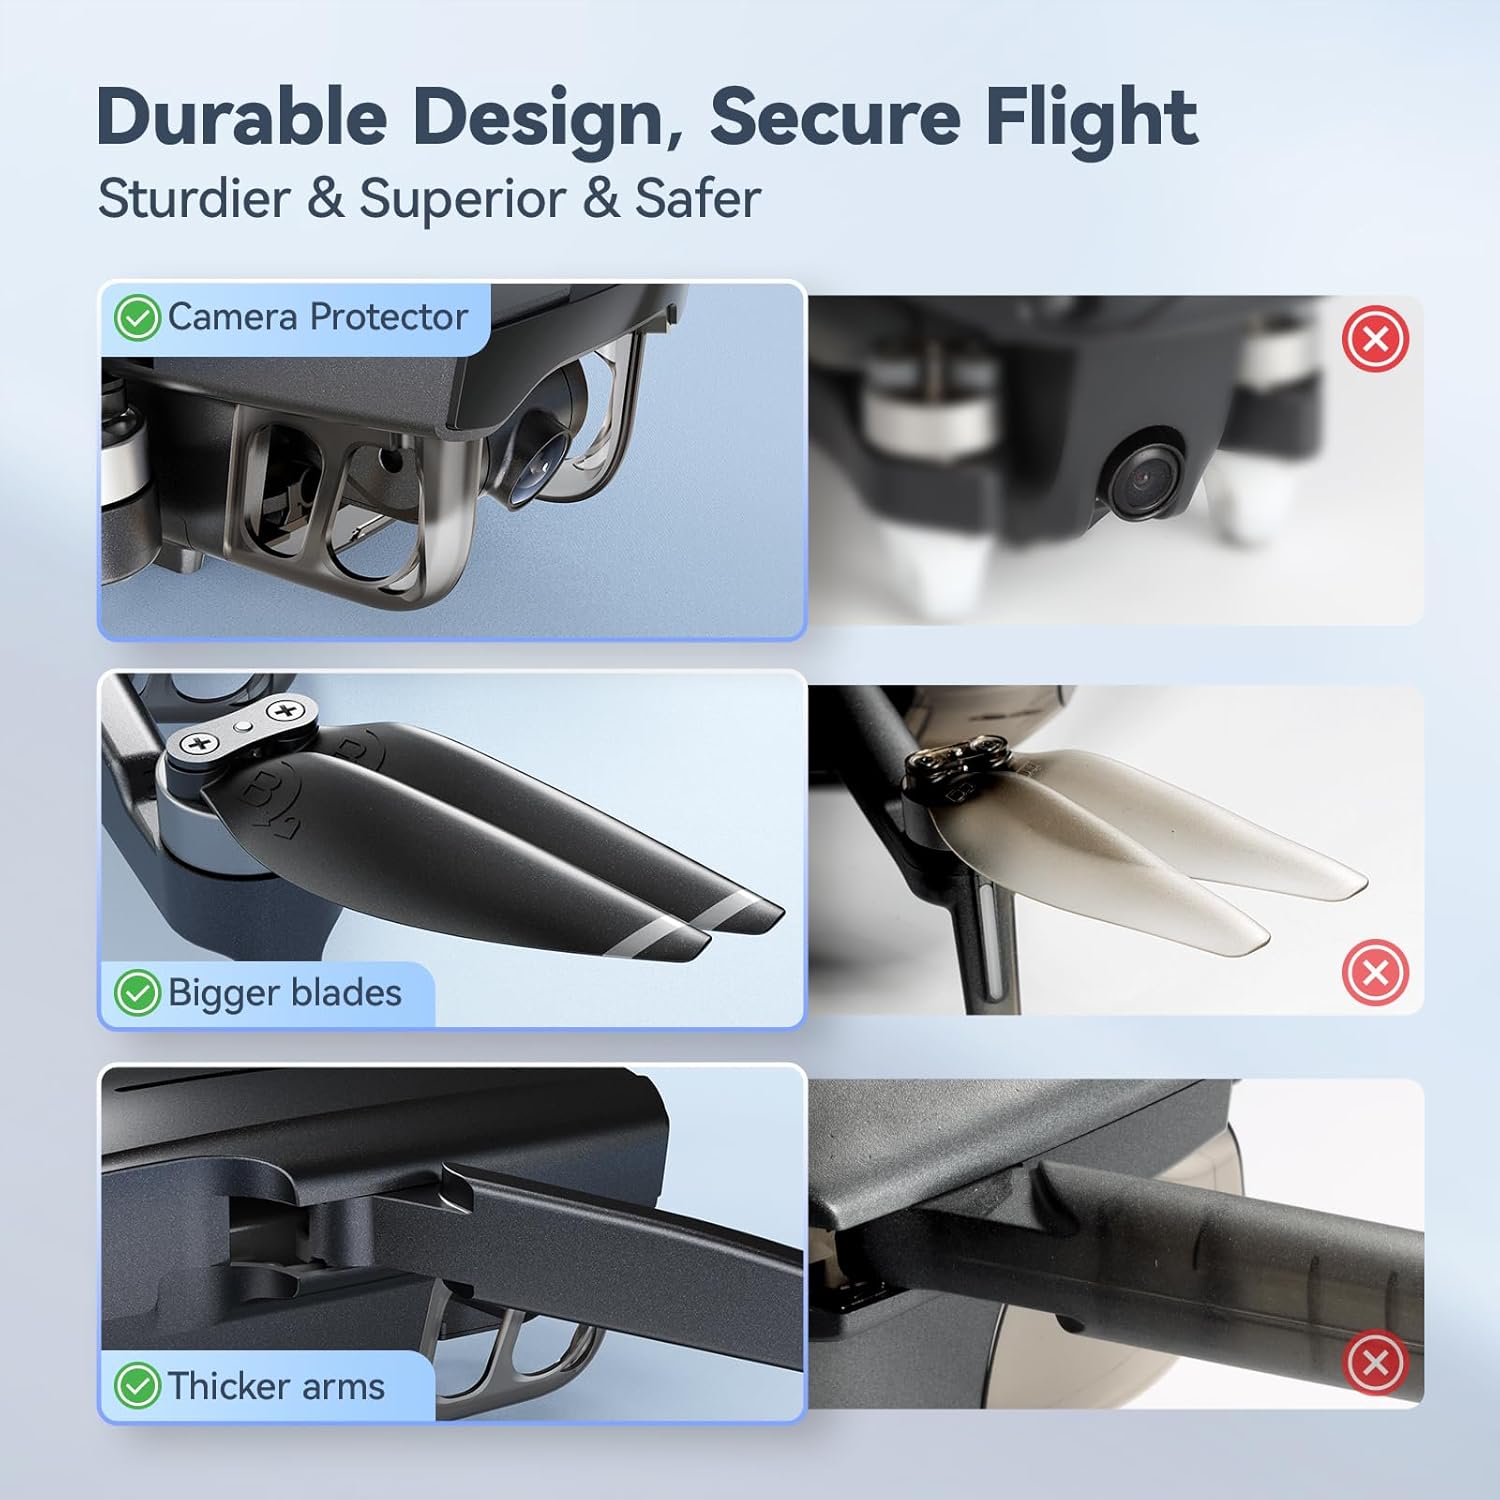 Durable Design, Secure Flight
Sturdier & Superior & Safer
Camera Protector
Bigger blades
Thicker arms